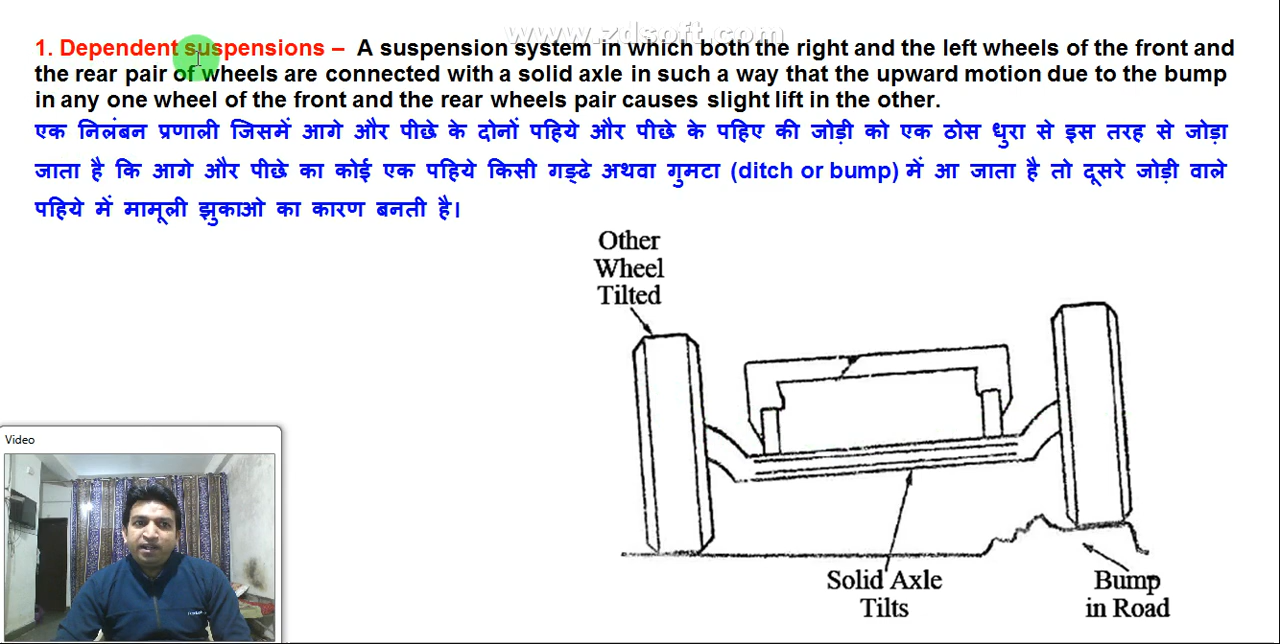 www.zdsoft.com
1. Dependent suspensions – A suspension system in which both the right and the left wheels of the front and
the rear pair of wheels are connected with a solid axle in such a way that the upward motion due to the bump
in any one wheel of the front and the rear wheels pair causes slight lift in the other.
एक निलंबन प्रणाली जिसमें आगे और पीछे के दोनों पहिये और पीछे के पहिए की जोड़ी को एक ठोस धुरा से इस तरह से जोड़ा
जाता है कि आगे और पीछे का कोई एक पहिये किसी गड्ढे अथवा गुमटा (ditch or bump) में आ जाता है तो दूसरे जोड़ी वाले
पहिये में मामूली झुकाओ का कारण बनती है।
Other
Wheel
Tilted
Solid Axle
Tilts
Bump
in Road
Video